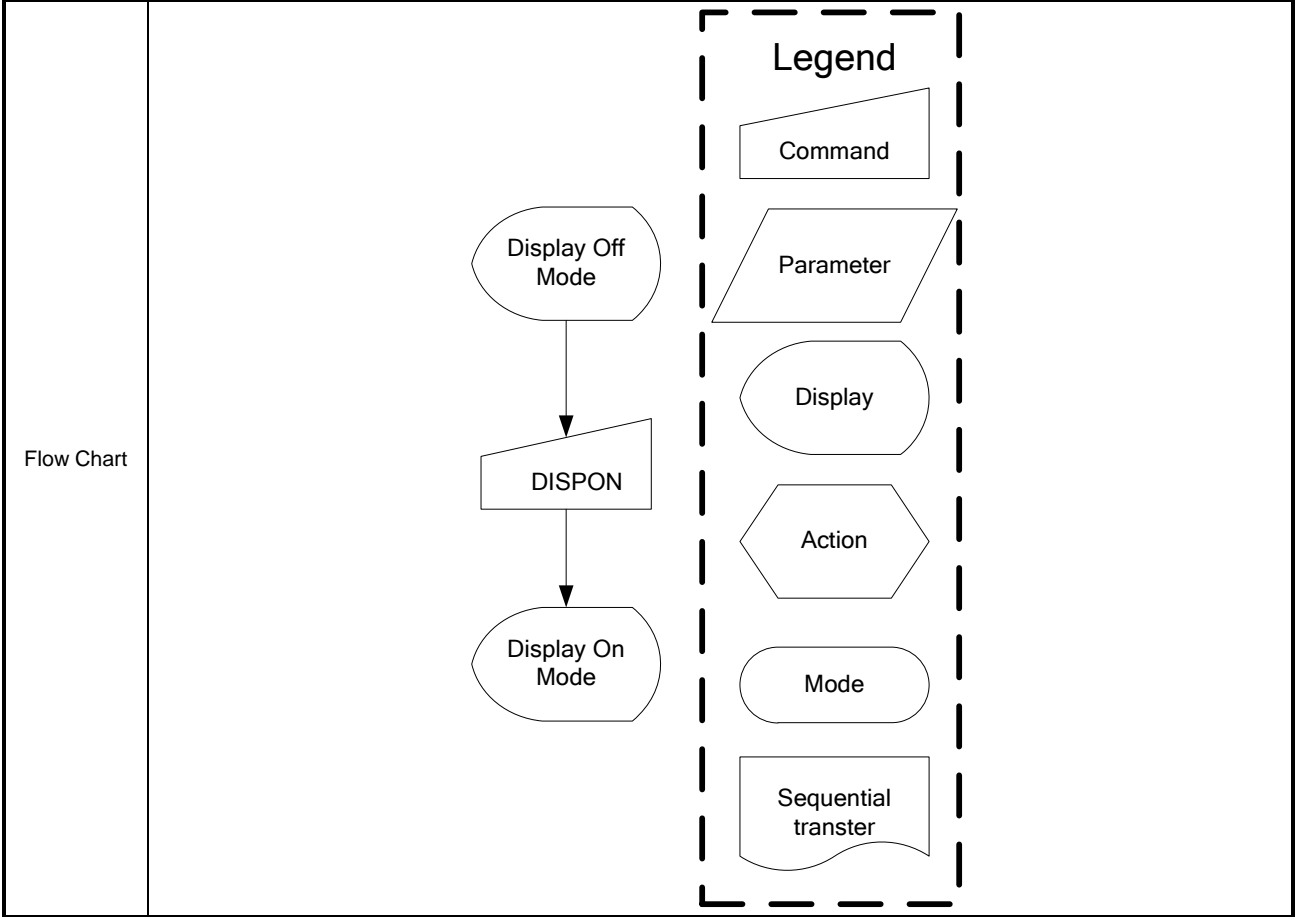 Flow Chart
Display Off
Mode
DISPON
Display On
Mode
Legend
Command
Parameter
Display
Action
Mode
Sequential
transter